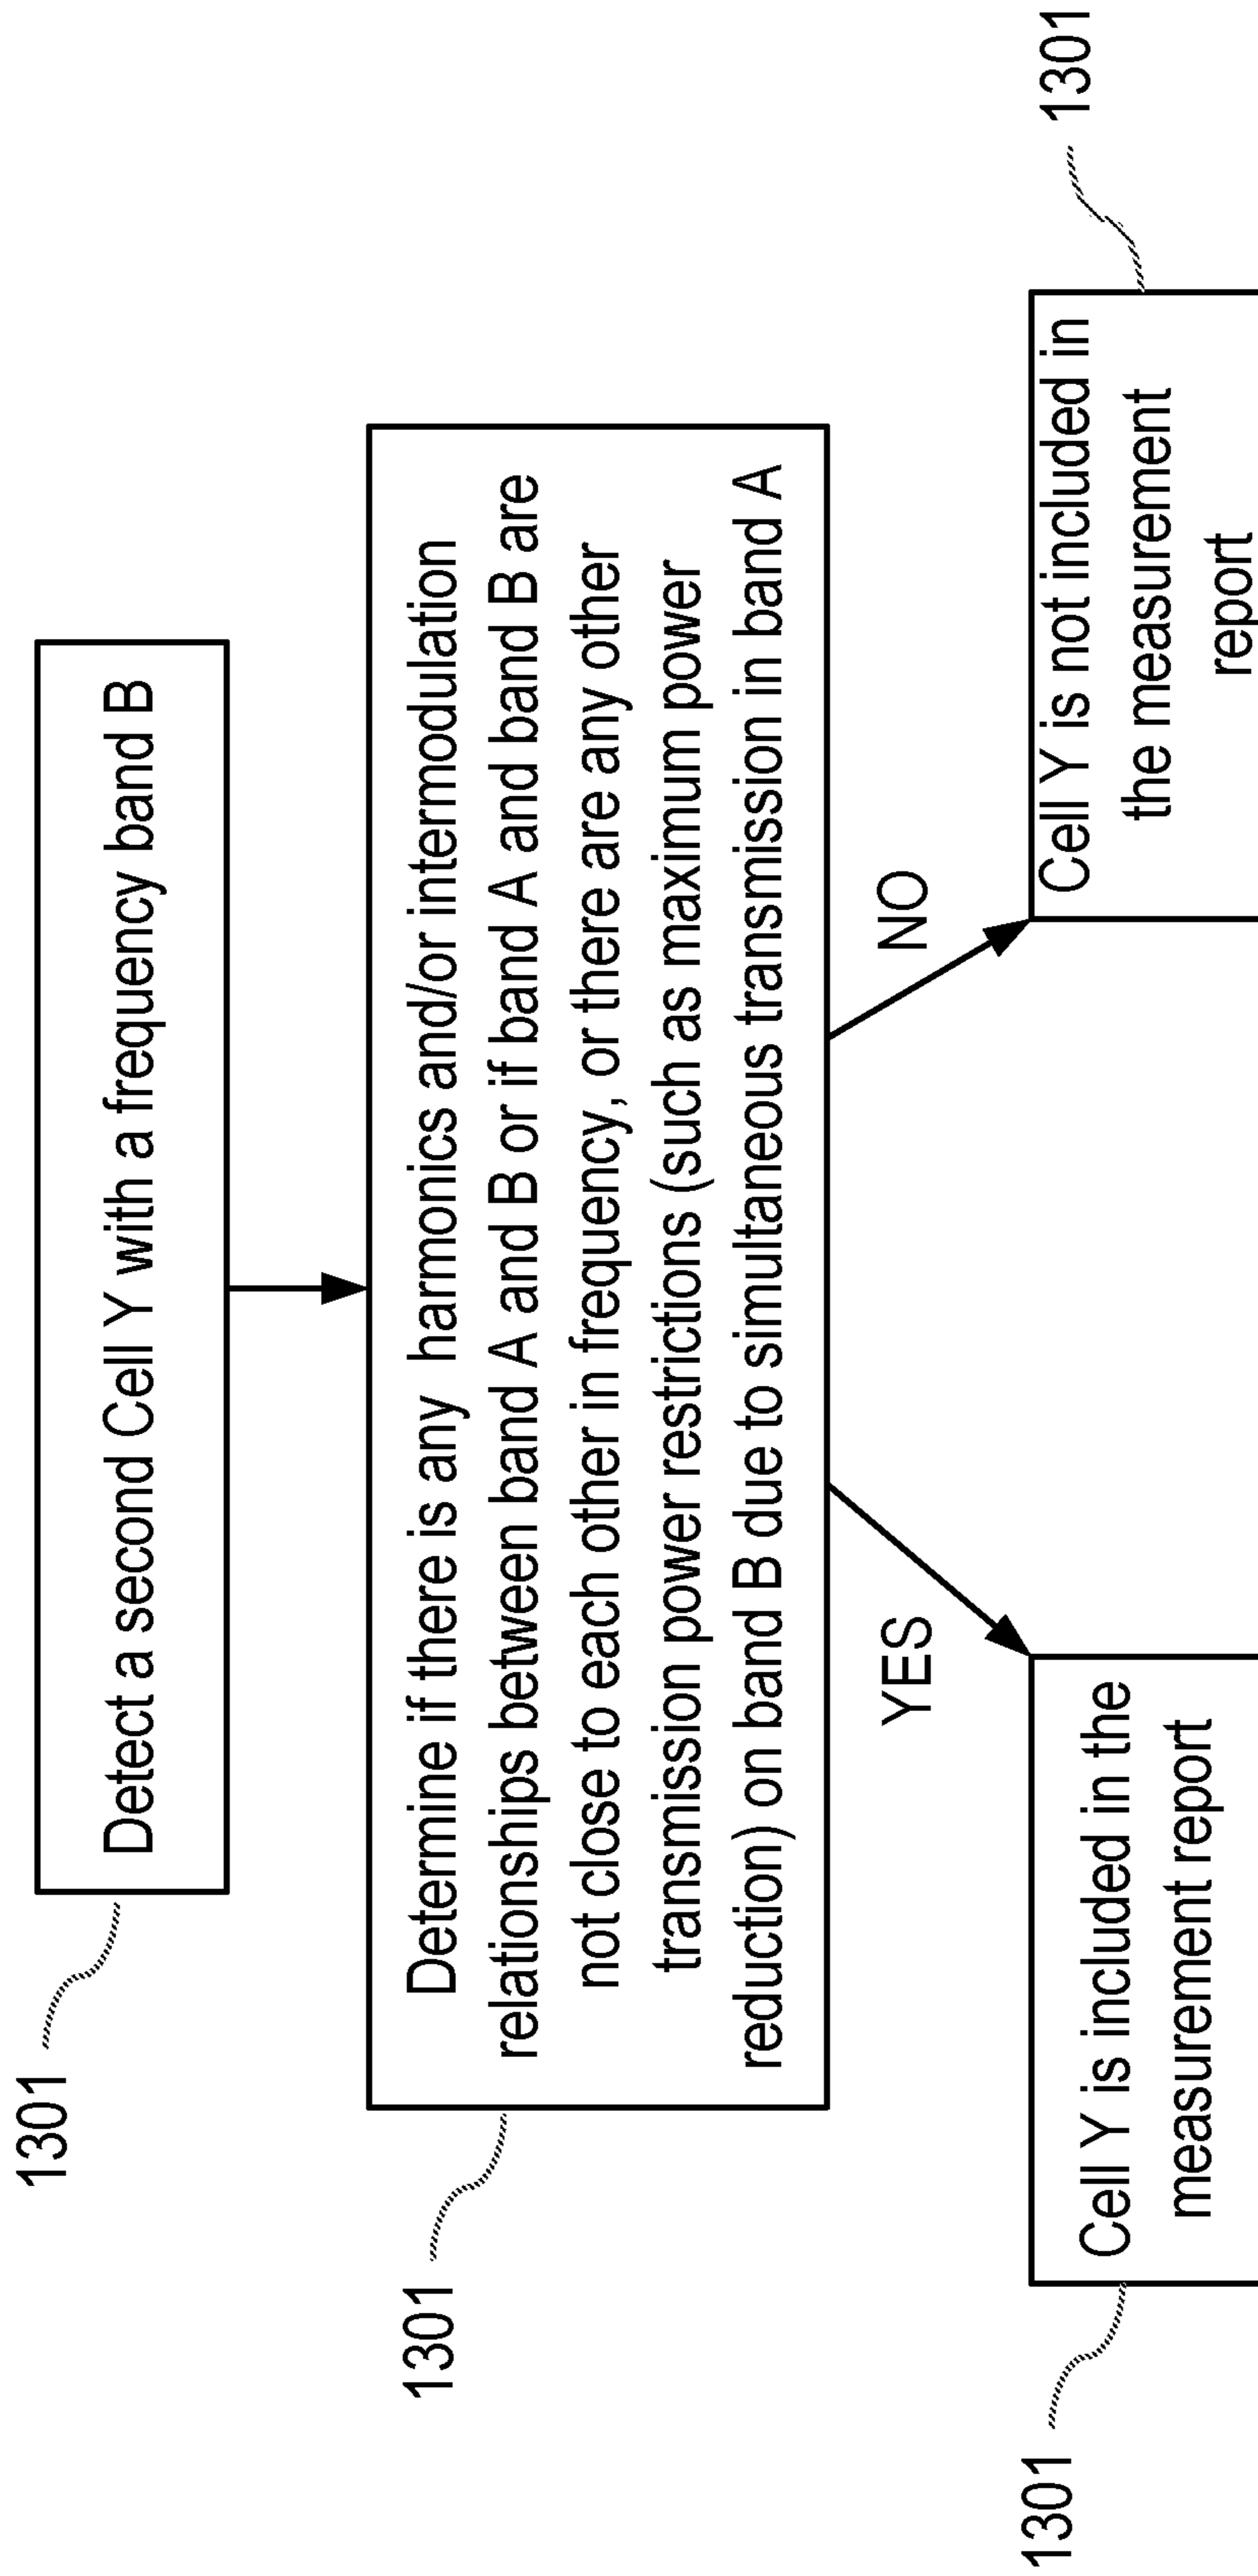 1301
Detect a second Cell Y with a frequency band B
1301
Determine if there is any harmonics and/or intermodulation
relationships between band A and B or if band A and band B are
not close to each other in frequency, or there are any other
transmission power restrictions (such as maximum power
reduction) on band B due to simultaneous transmission in band A
YES
NO
1301
Cell Y is included in the
measurement report
Cell Y is not included in
the measurement
report
1301